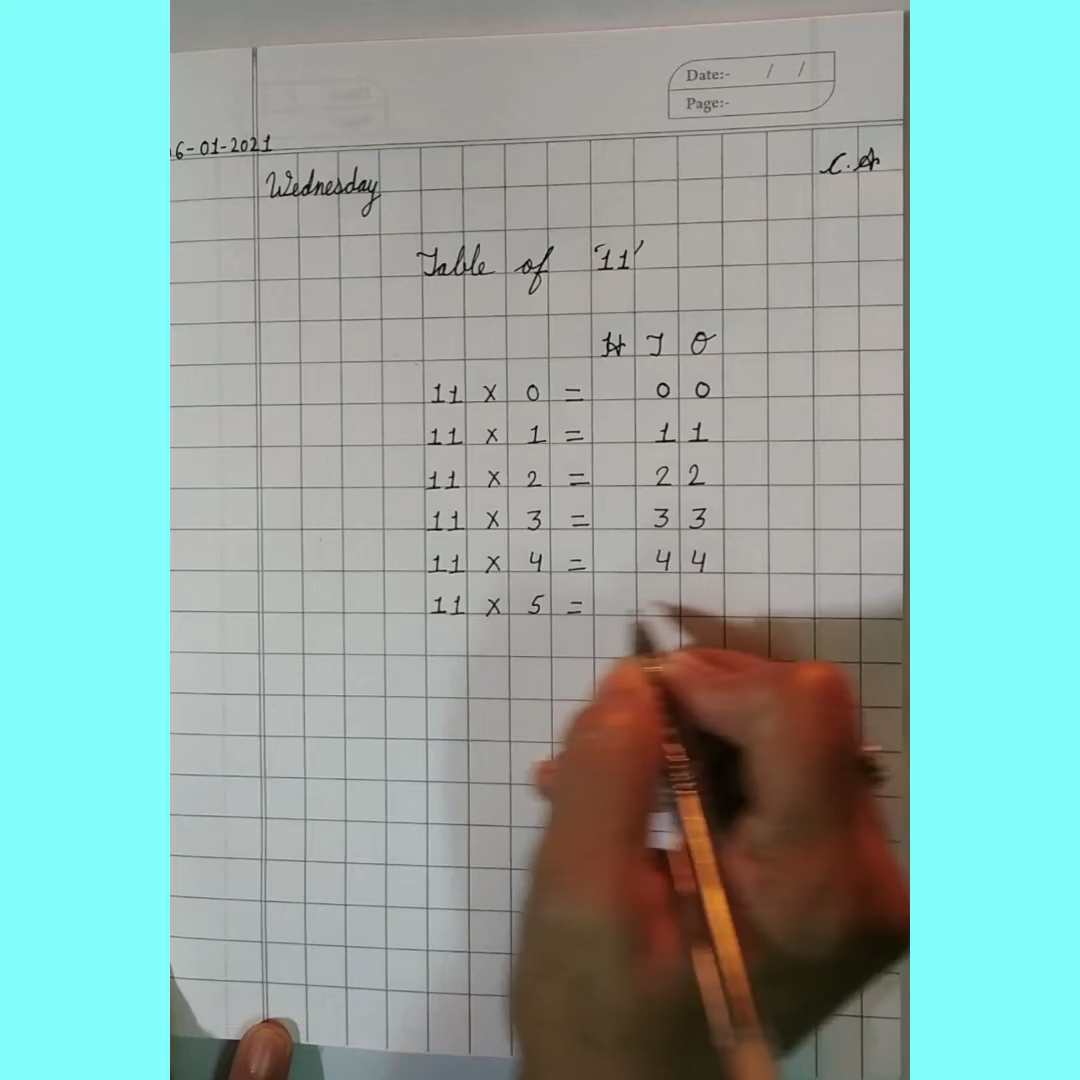 Date:- / /
Page:-
6-01-2021
C.A
Wednesday
Table of '11'
H T O
11 × 0 = 0 0
11 × 1 = 1 1
11 × 2 = 2 2
11 × 3 = 3 3
11 × 4 = 4 4
11 × 5 =